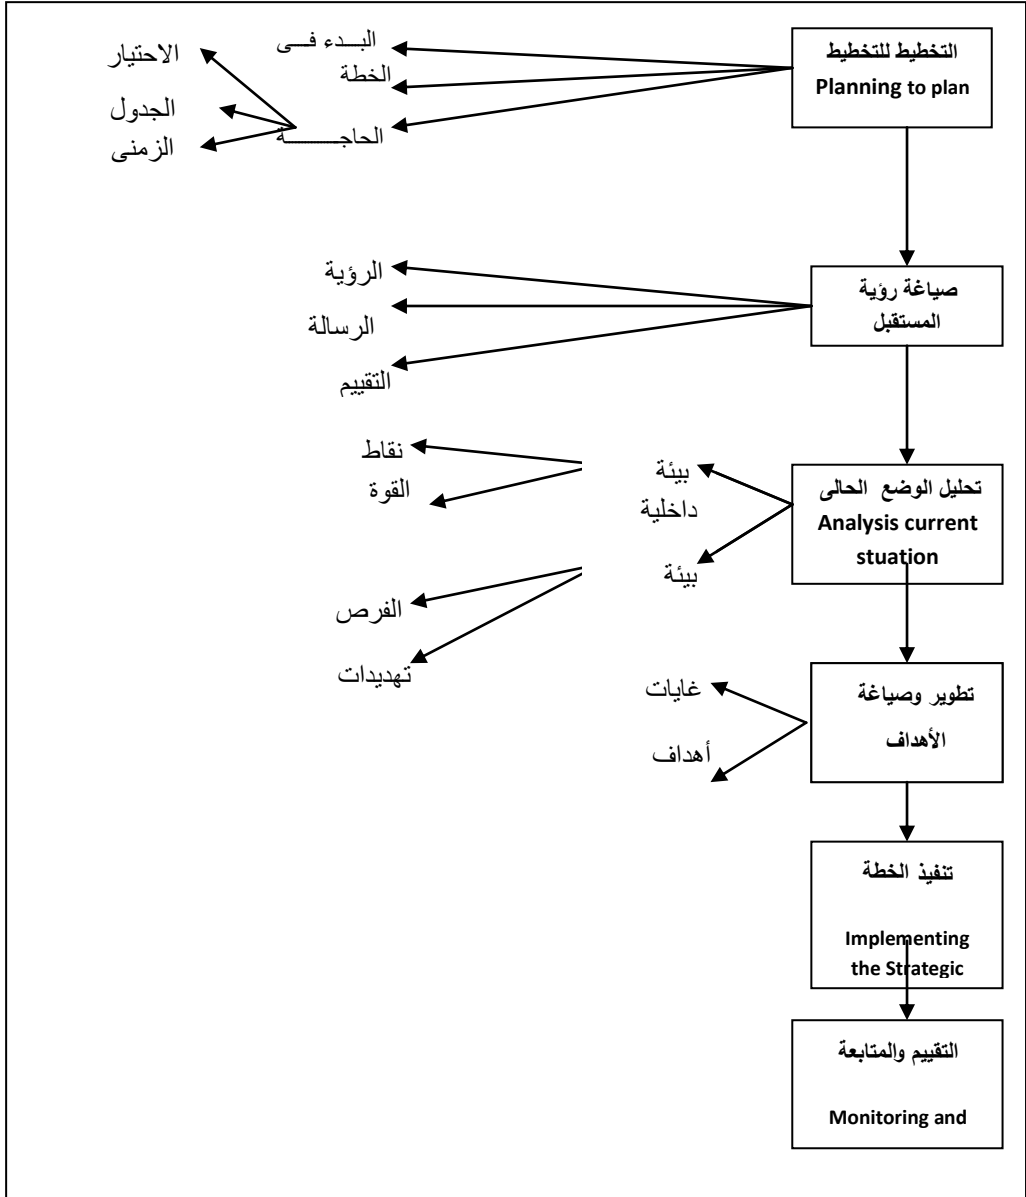 التخطيط للتخطيط
Planning to plan
البـــدء فـــى
الخطة
الحاجـــــــة
الاحتيار
الجدول
الزمنى
صياغة رؤية
المستقبل
الرؤية
الرسالة
التقييم
تحليل الوضع الحالى
Analysis current
stuation
بيئة
داخلية
بيئة
نقاط
القوة
الفرص
تهديدات
تطوير وصياغة
الأهداف
غايات
أهداف
تنفيذ الخطة
Implementing
the Strategic
التقييم والمتابعة
Monitoring and